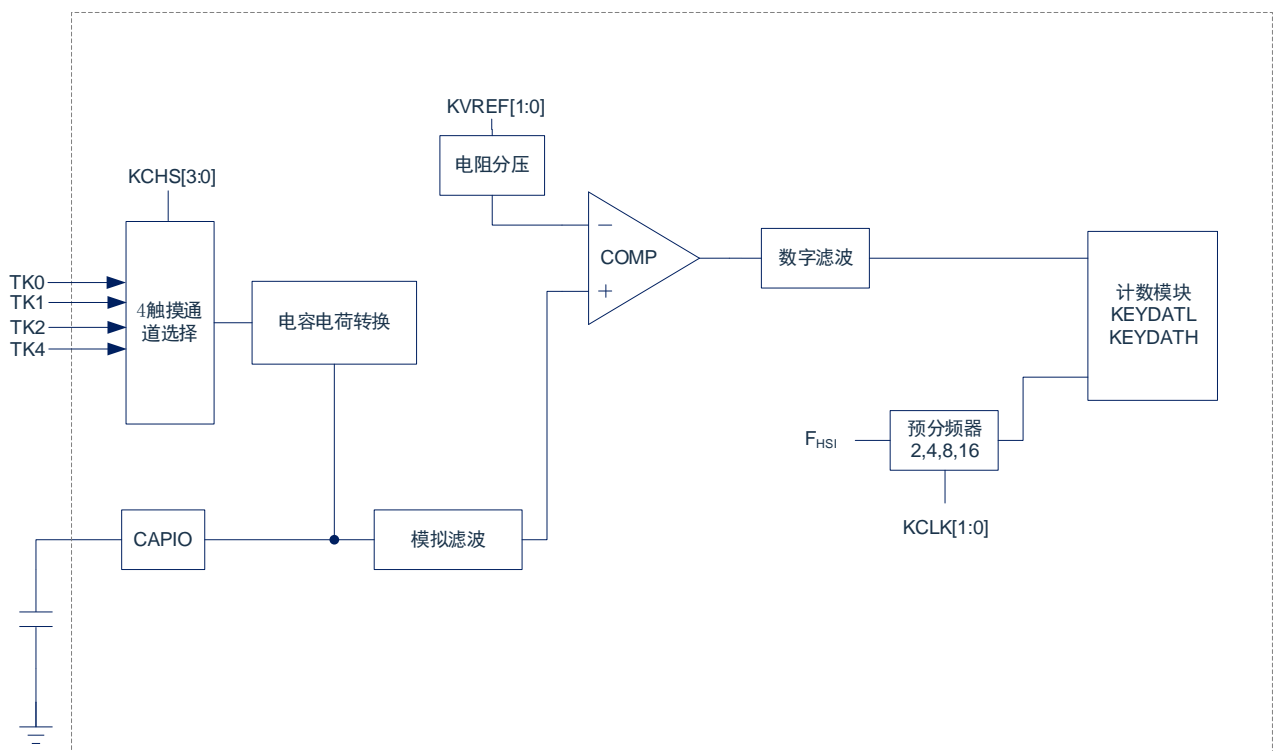 KVREF[1:0]
电阻分压
KCHS[3:0]
TK0
TK1
TK2
TK4
4触摸通
道选择
电容电荷转换
−
COMP
+
数字滤波
计数模块
KEYDATL
KEYDATH
FHSI
预分频器
2,4,8,16
KCLK[1:0]
CAPIO
模拟滤波